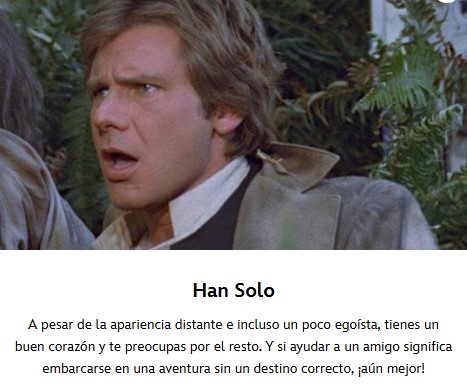 Han Solo
A pesar de la apariencia distante e incluso un poco egoísta, tienes un
buen corazón y te preocupas por el resto. Y si ayudar a un amigo significa
embarcarse en una aventura sin un destino correcto, ¡aún mejor!